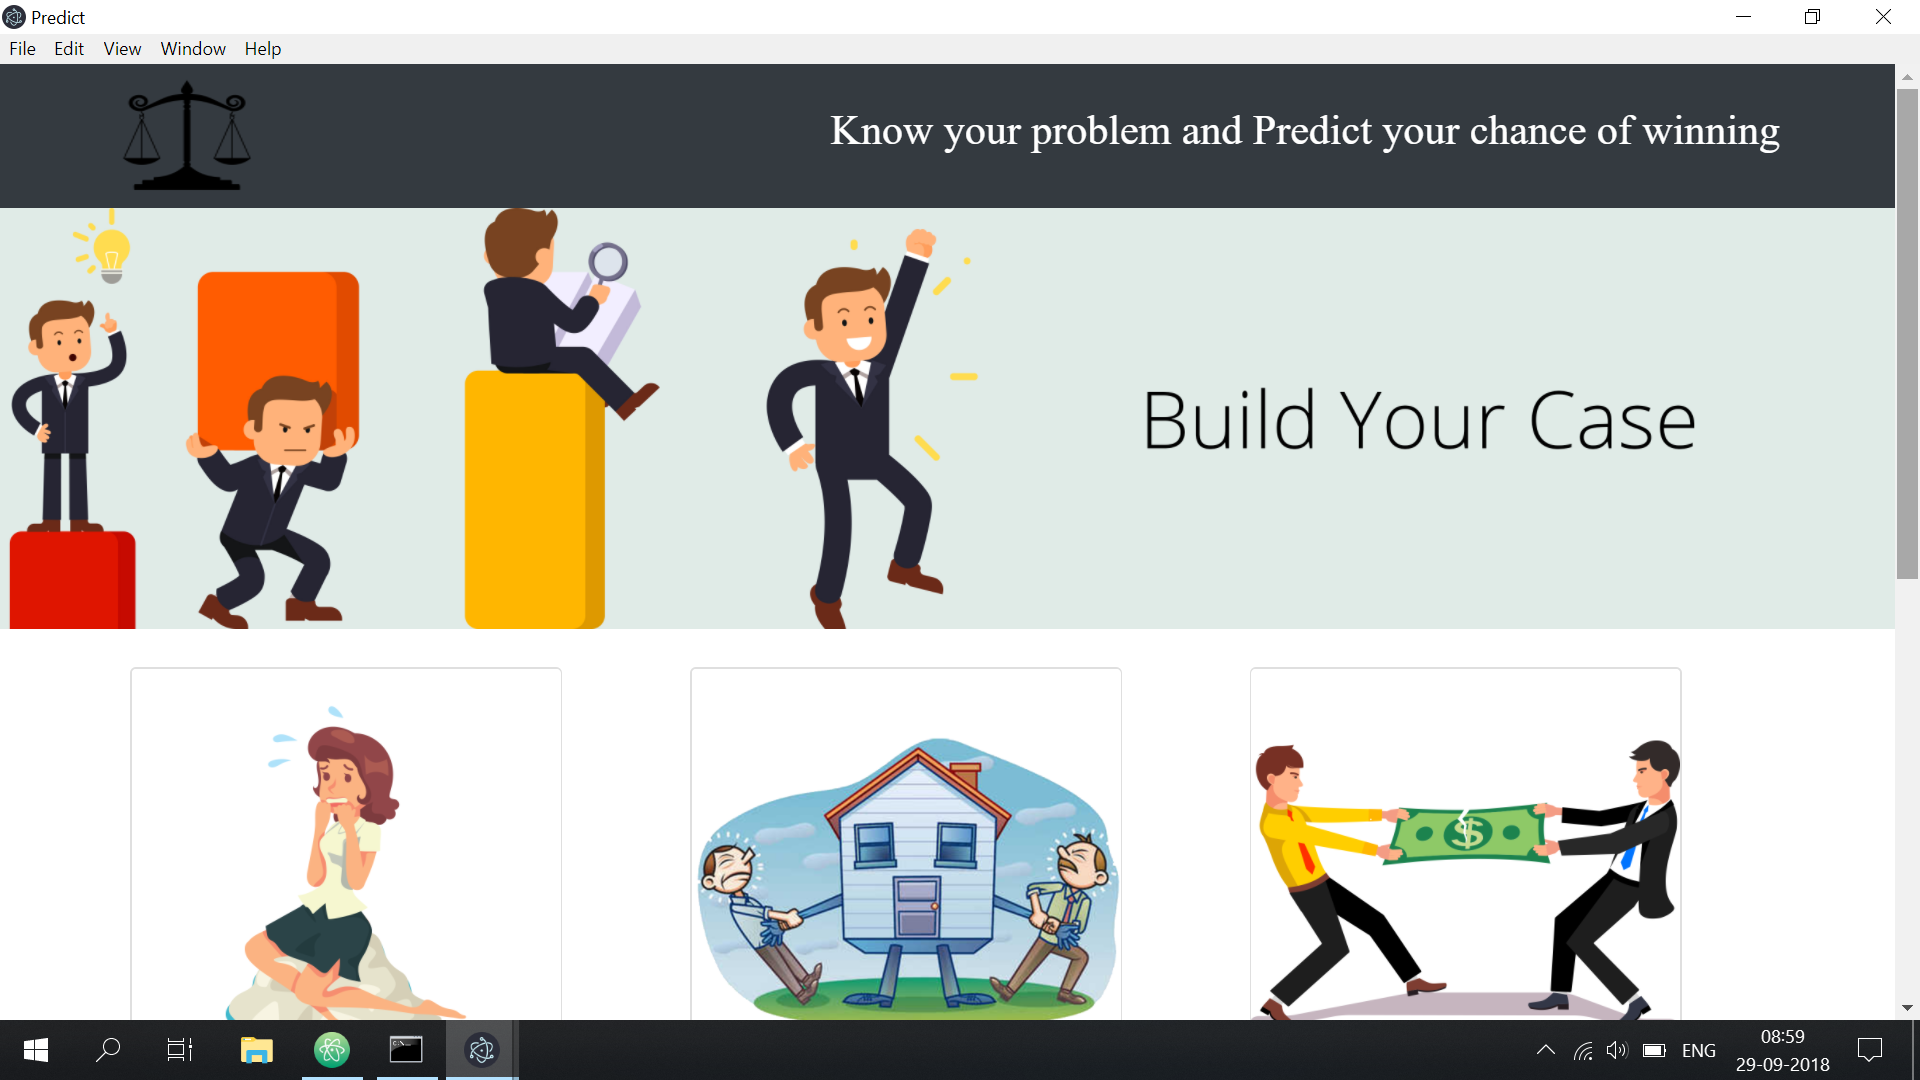 Predict
File Edit View Window Help
Know your problem and Predict your chance of winning
Build Your Case
$
C:\_
ENG
08:59
29-09-2018